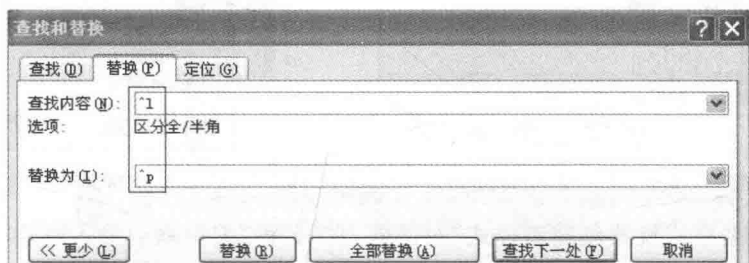 查找和替换
查找(D) 替换(P) 定位(G)
查找内容(N): ^l
选项: 区分全/半角
替换为(I): ^p
<< 更少(L) 替换(R) 全部替换(A) 查找下一处(F) 取消